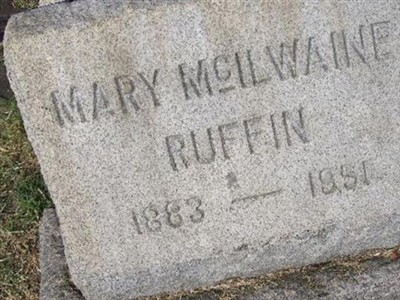 MARY McILWAINE
RUFFIN
1883 — 1951